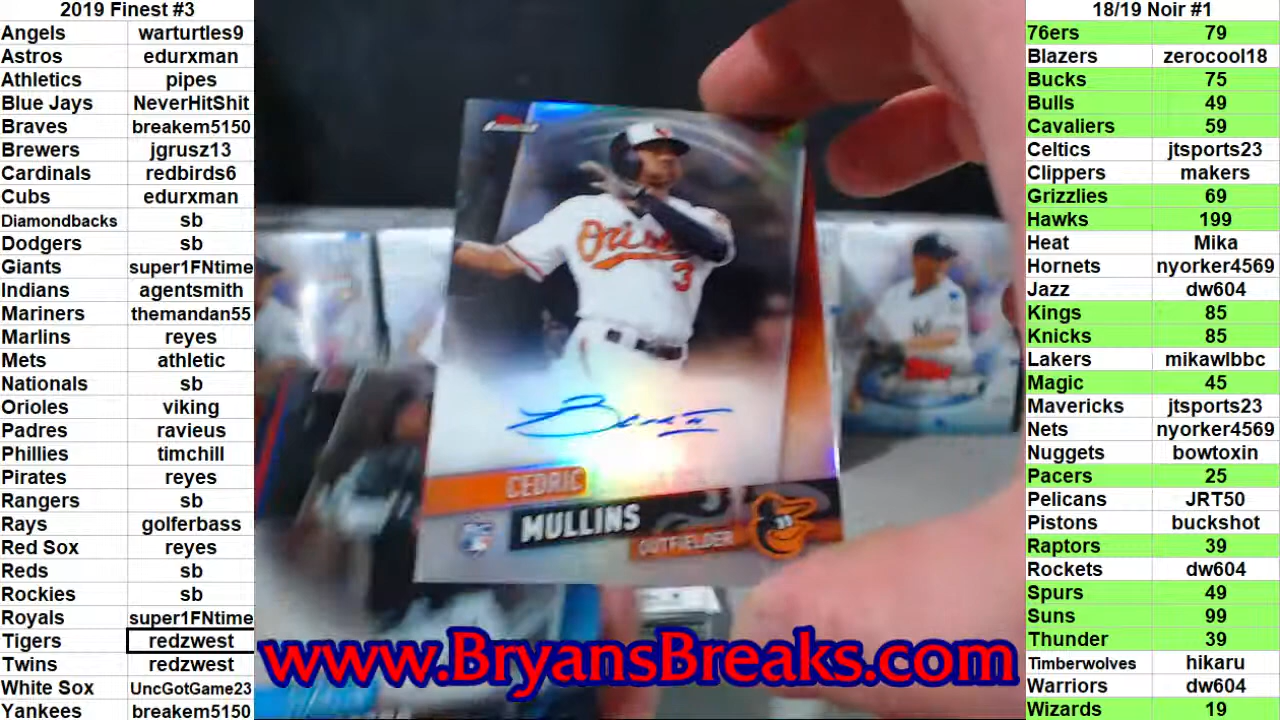 2019 Finest #3
Angels warturtles9
Astros edurxman
Athletics pipes
Blue Jays NeverHitShit
Braves breakem5150
Brewers jgrusz13
Cardinals redbirds6
Cubs edurxman
Diamondbacks sb
Dodgers sb
Giants super1FNtime
Indians agentsmith
Mariners themandan55
Marlins reyes
Mets athletic
Nationals sb
Orioles viking
Padres ravieus
Phillies timchill
Pirates reyes
Rangers sb
Rays golferbass
Red Sox reyes
Reds sb
Rockies sb
Royals super1FNtime
Tigers redzwest
Twins redzwest
White Sox UncGotGame23
Yankees breakem5150
Orioles
3
CEDRIC
MULLINS
OUTFIELDER
www.BryansBreaks.com
18/19 Noir #1
76ers 79
Blazers zerocool18
Bucks 75
Bulls 49
Cavaliers 59
Celtics jtsports23
Clippers makers
Grizzlies 69
Hawks 199
Heat Mika
Hornets nyorker4569
Jazz dw604
Kings 85
Knicks 85
Lakers mikawlbbc
Magic 45
Mavericks jtsports23
Nets nyorker4569
Nuggets bowtoxin
Pacers 25
Pelicans JRT50
Pistons buckshot
Raptors 39
Rockets dw604
Spurs 49
Suns 99
Thunder 39
Timberwolves hikaru
Warriors dw604
Wizards 19